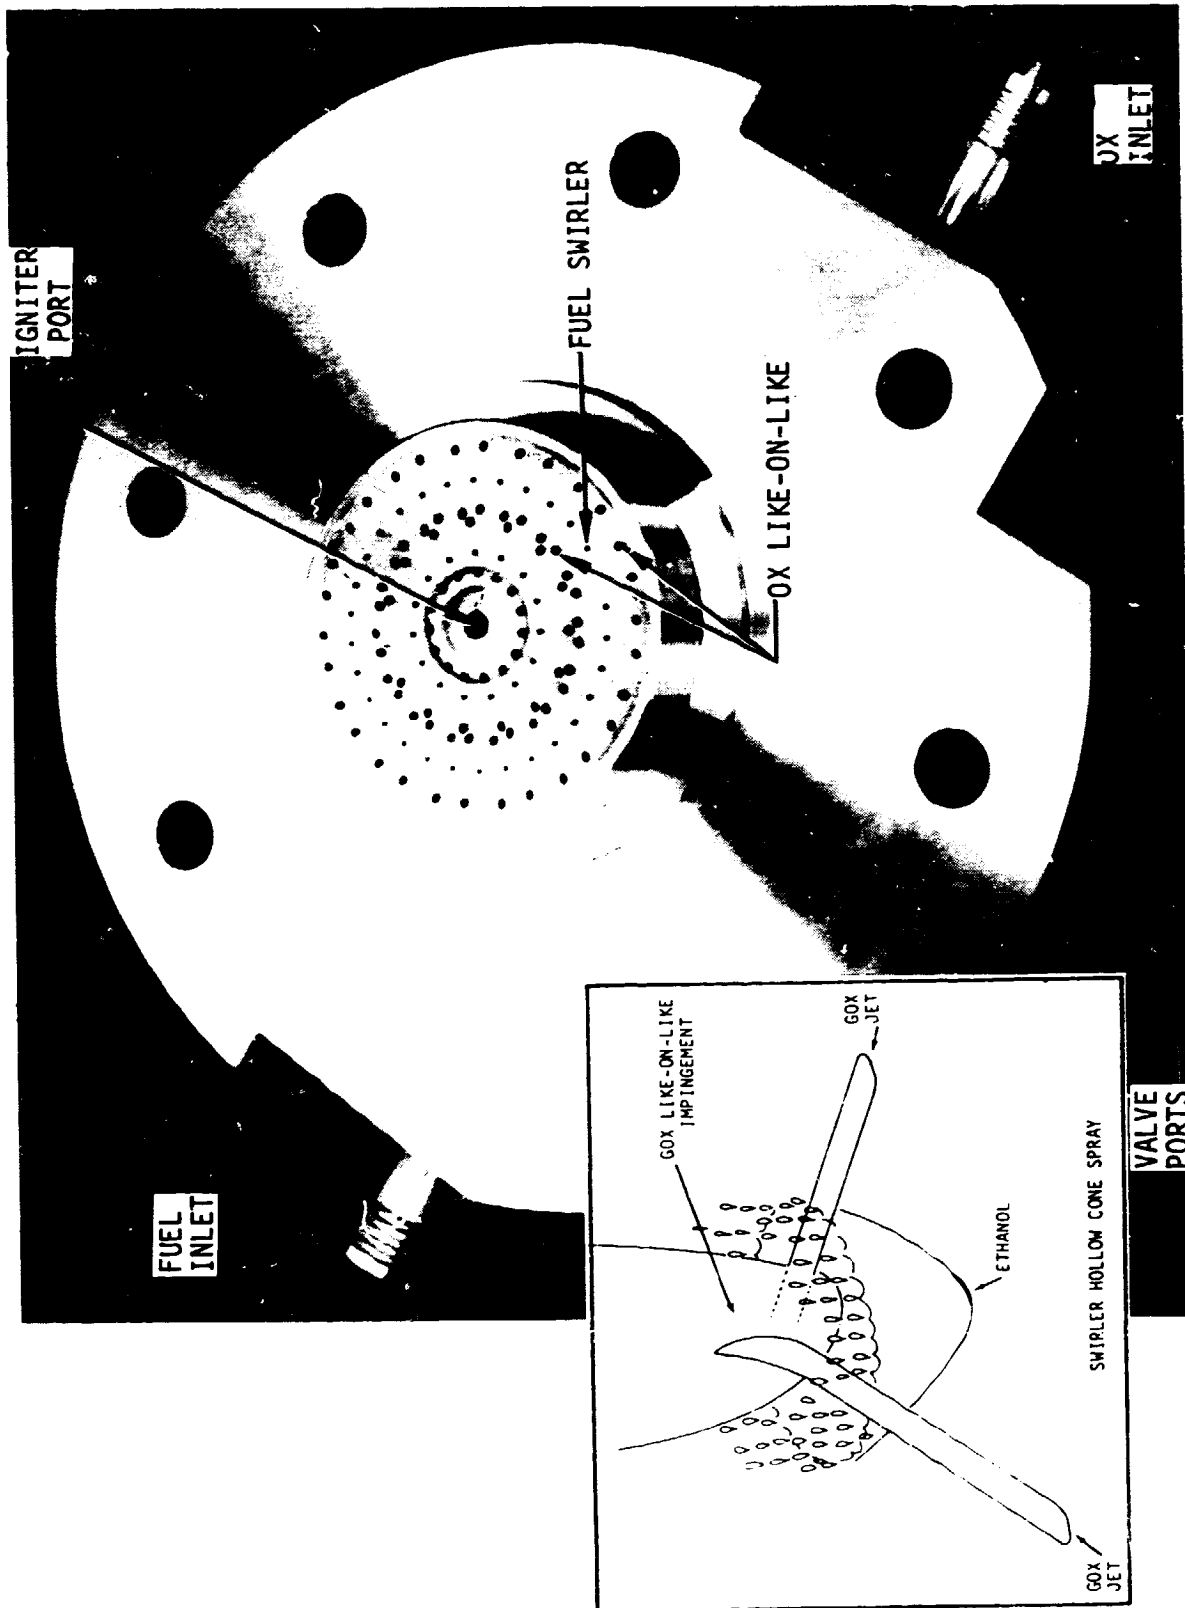 IGNITER
PORT
FUEL SWIRLER
OX LIKE-ON-LIKE
OX
INLET
FUEL
INLET
VALVE
PORTS
GOX LIKE-ON-LIKE
IMPINGEMENT
GOX
JET
ETHANOL
SWIRLER HOLLOW CONE SPRAY
GOX
JET